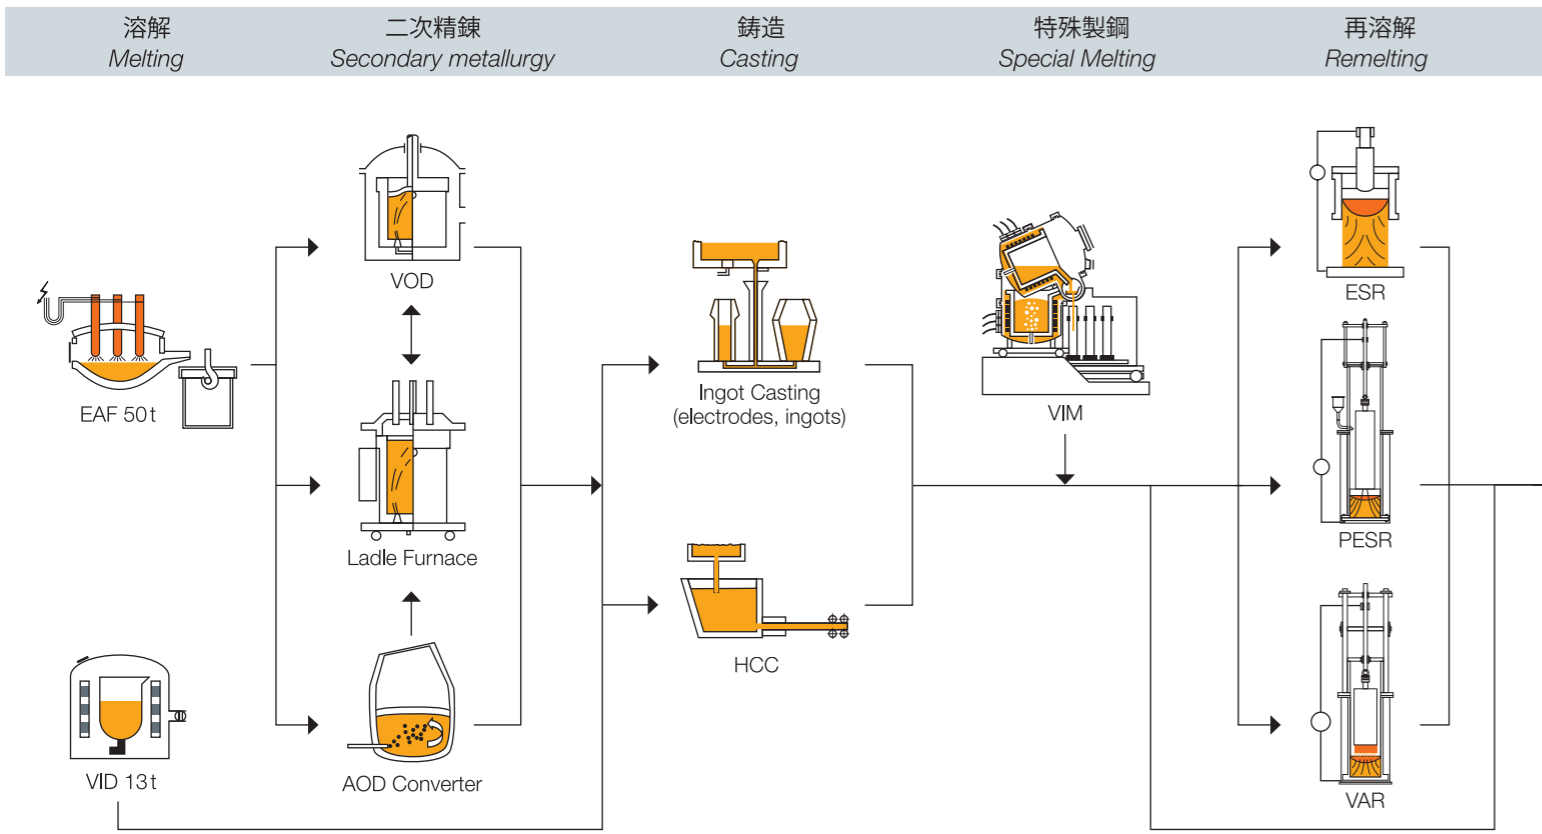 溶解
Melting
二次精錬
Secondary metallurgy
鋳造
Casting
特殊製鋼
Special Melting
再溶解
Remelting
VOD
EAF 50 t
Ladle Furnace
VID 13 t
AOD Converter
Ingot Casting
(electrodes, ingots)
HCC
VIM
ESR
PESR
VAR